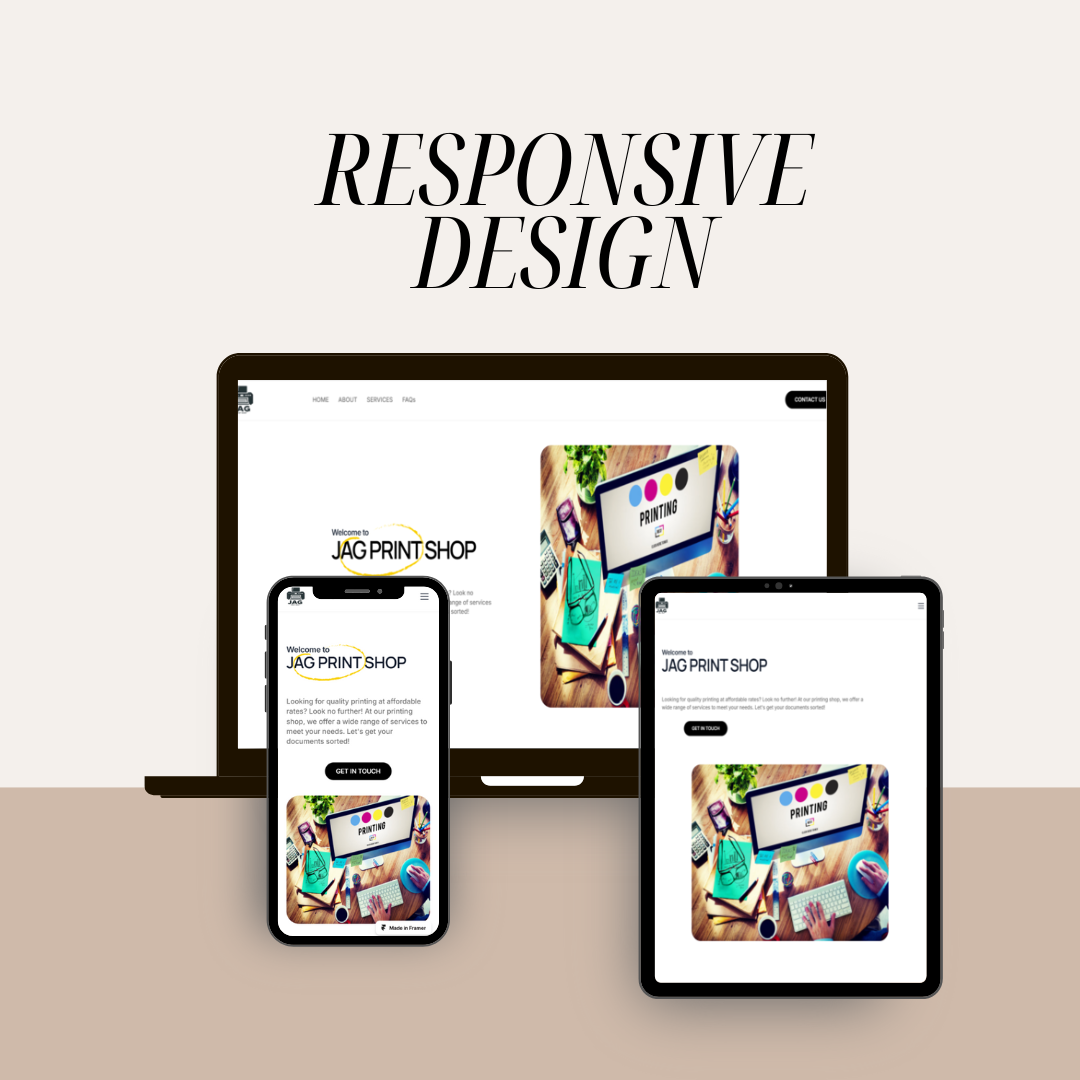 RESPONSIVE
DESIGN
JAG
HOME ABOUT SERVICES FAQs
CONTACT US
Welcome to
JAG PRINT SHOP
? Look no
ange of services
sorted!
PRINTING
JAG
Welcome to
JAG PRINT SHOP
Looking for quality printing at affordable
rates? Look no further! At our printing
shop, we offer a wide range of services to
meet your needs. Let's get your
documents sorted!
GET IN TOUCH
PRINTING
Made in Framer
JAG
Welcome to
JAG PRINT SHOP
Looking for quality printing at affordable rates? Look no further! At our printing shop, we offer a
wide range of services to meet your needs. Let's get your documents sorted!
GET IN TOUCH
PRINTING